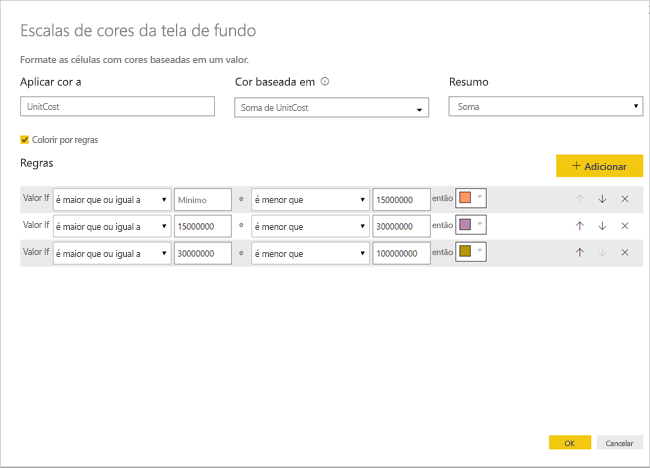 Escalas de cores da tela de fundo
Formate as células com cores baseadas em um valor.
Aplicar cor a Cor baseada em Resumo
UnitCost Soma de UnitCost Soma
Colorir por regras
Regras + Adicionar
Valor If é maior que ou igual a Mínimo e é menor que 15000000 então
Valor If é maior que ou igual a 15000000 e é menor que 30000000 então
Valor If é maior que ou igual a 30000000 e é menor que 100000000 então
OK Cancelar